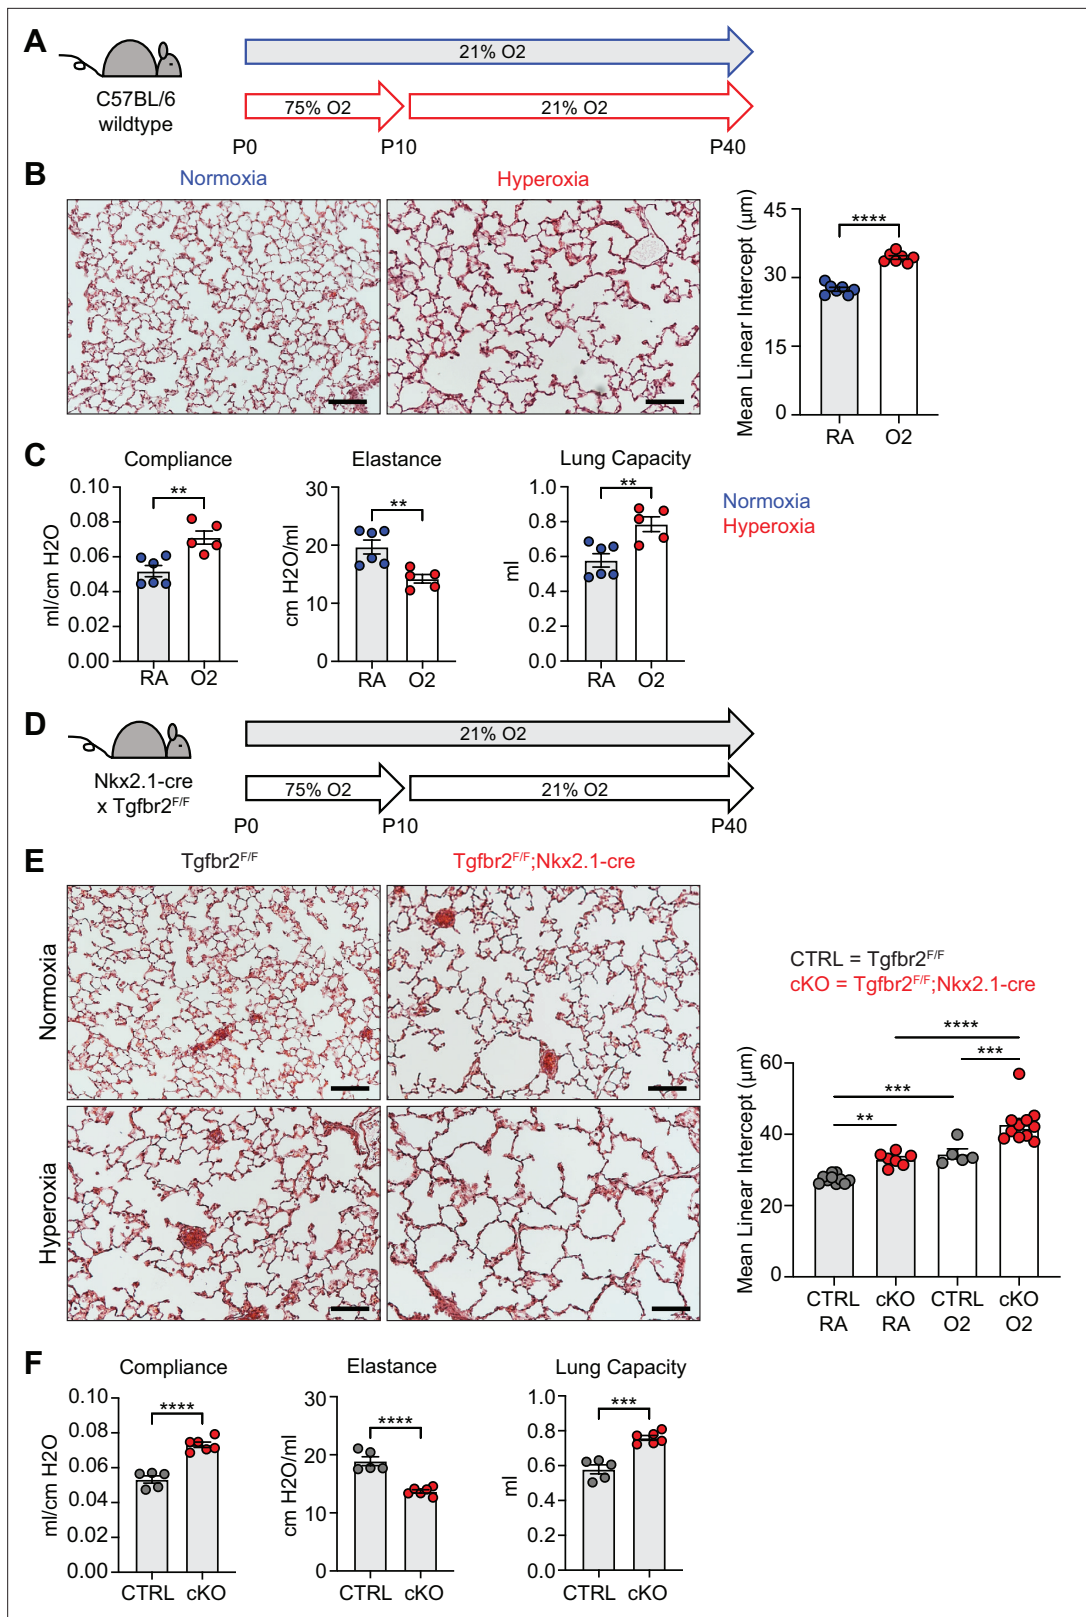 A
C57BL/6
wildtype
21% O2
75% O2
21% O2
P0
P10
P40
B
Normoxia
Hyperoxia
Mean Linear Intercept (µm)
45
30
15
0
****
RA
O2
C
Compliance
ml/cm H2O
0.10
0.08
0.06
0.04
0.02
0.00
**
RA
O2
Elastance
cm H2O/ml
30
20
10
0
**
RA
O2
Lung Capacity
ml
1.0
0.8
0.6
0.4
0.2
0.0
**
RA
O2
Normoxia
Hyperoxia
D
Nkx2.1-cre
x Tgfbr2F/F
21% O2
75% O2
21% O2
P0
P10
P40
E
Tgfbr2F/F
Tgfbr2F/F;Nkx2.1-cre
Normoxia
Hyperoxia
CTRL = Tgfbr2F/F
cKO = Tgfbr2F/F;Nkx2.1-cre
Mean Linear Intercept (µm)
60
40
20
0
****
***
***
**
CTRL
RA
cKO
RA
CTRL
O2
cKO
O2
F
Compliance
ml/cm H2O
0.10
0.08
0.06
0.04
0.02
0.00
****
CTRL
cKO
Elastance
cm H2O/ml
30
20
10
0
****
CTRL
cKO
Lung Capacity
ml
1.0
0.8
0.6
0.4
0.2
0.0
***
CTRL
cKO